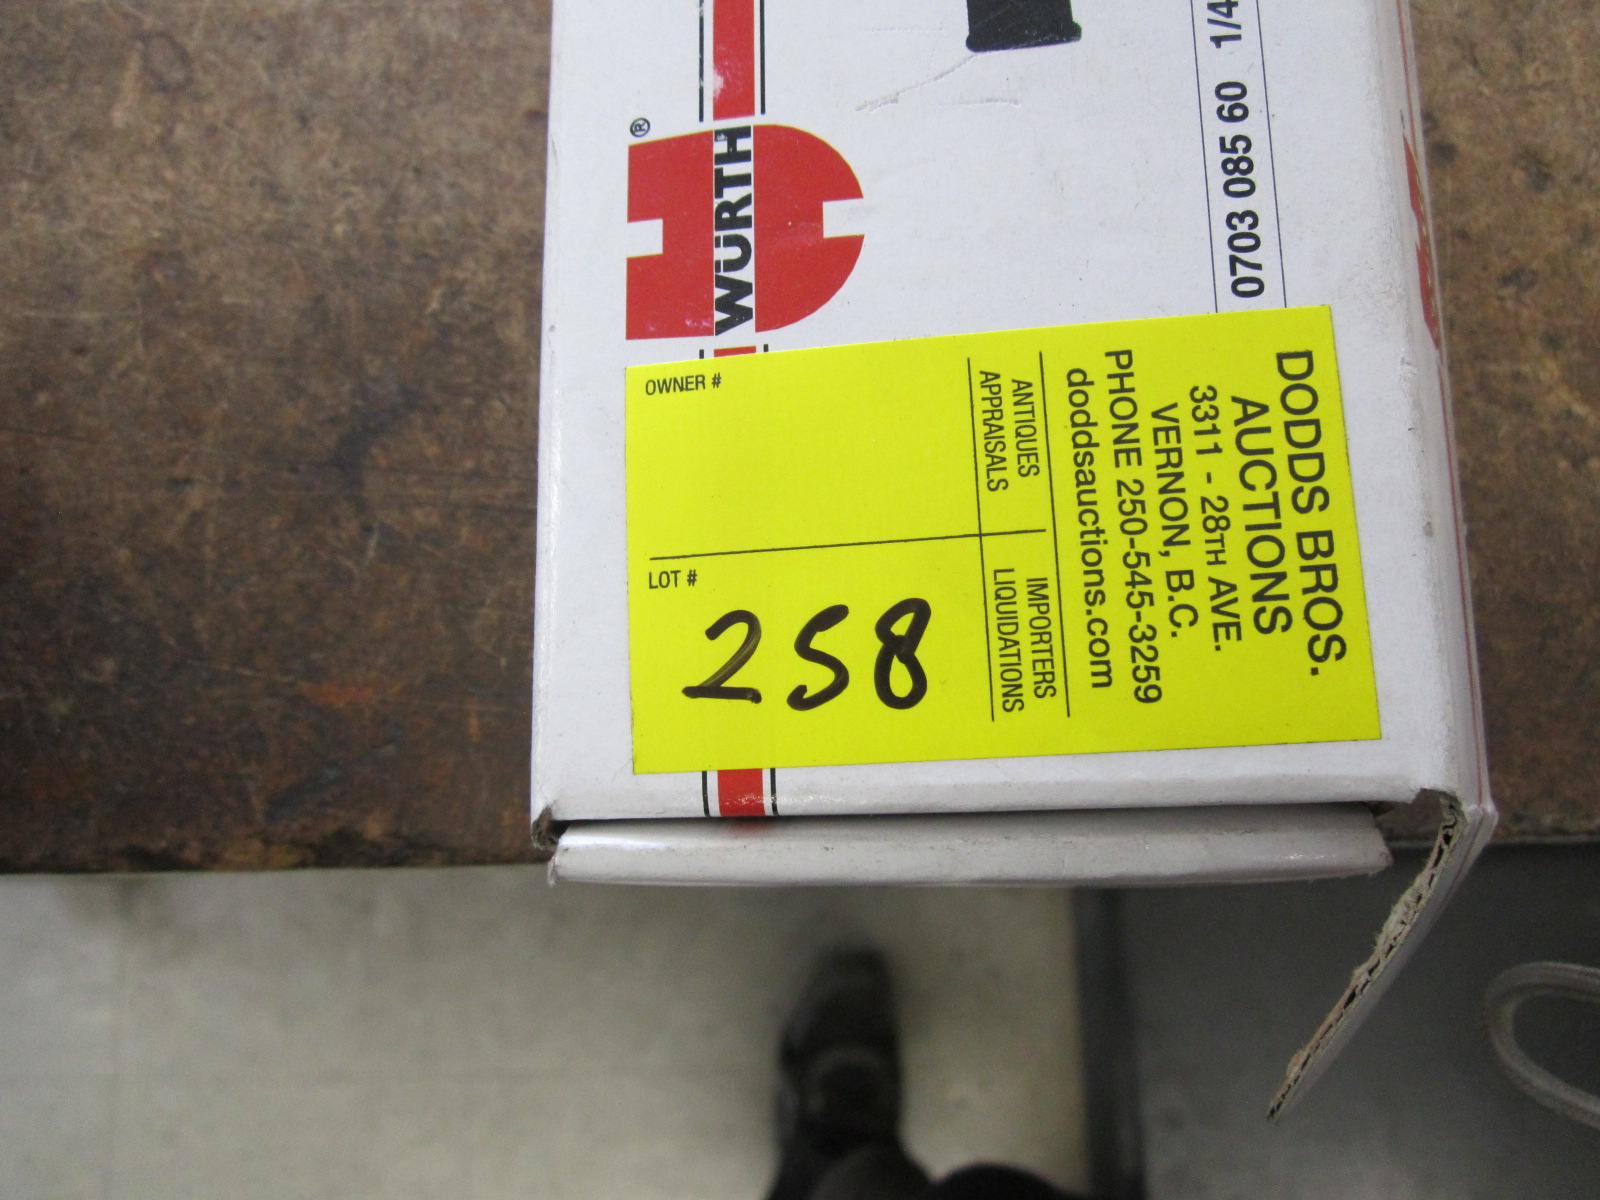 WÜRTH®
0703 085 60 1/4
DODDS BROS.
AUCTIONS
3311 - 28TH AVE.
VERNON, B.C.
PHONE 250-545-3259
doddsauctions.com
ANTIQUES
APPRAISALS
IMPORTERS
LIQUIDATIONS
OWNER #
LOT #
258